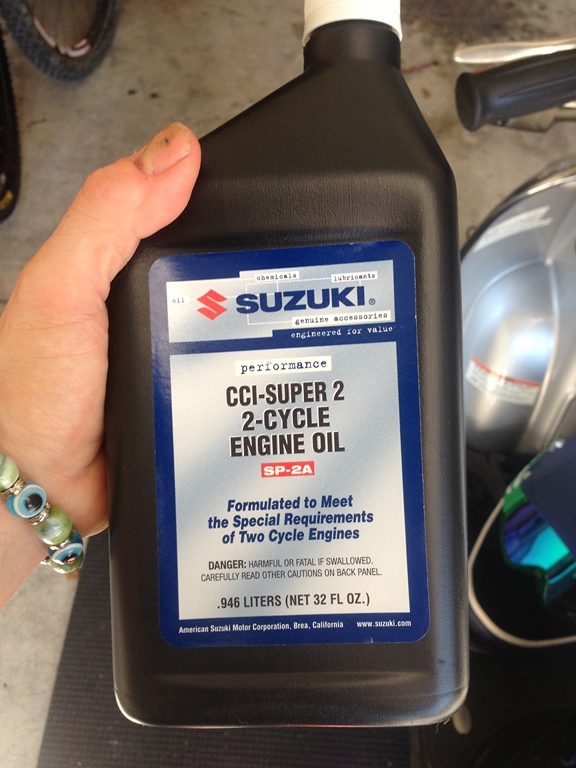 chemicals lubricants
oil SUZUKI®
genuine accessories
engineered for value
performance
CCI-SUPER 2
2-CYCLE
ENGINE OIL
SP-2A
Formulated to Meet
the Special Requirements
of Two Cycle Engines
DANGER: HARMFUL OR FATAL IF SWALLOWED.
CAREFULLY READ OTHER CAUTIONS ON BACK PANEL.
.946 LITERS (NET 32 FL OZ.)
American Suzuki Motor Corporation, Brea, California www.suzuki.com